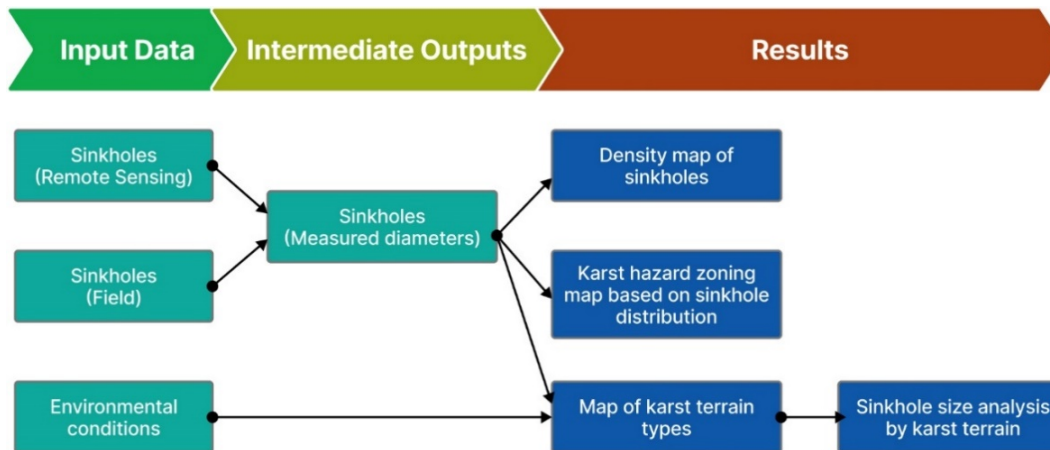 Input Data
Intermediate Outputs
Results
Sinkholes
(Remote Sensing)
Sinkholes
(Field)
Environmental
conditions
Sinkholes
(Measured diameters)
Density map of
sinkholes
Karst hazard zoning
map based on sinkhole
distribution
Map of karst terrain
types
Sinkhole size analysis
by karst terrain